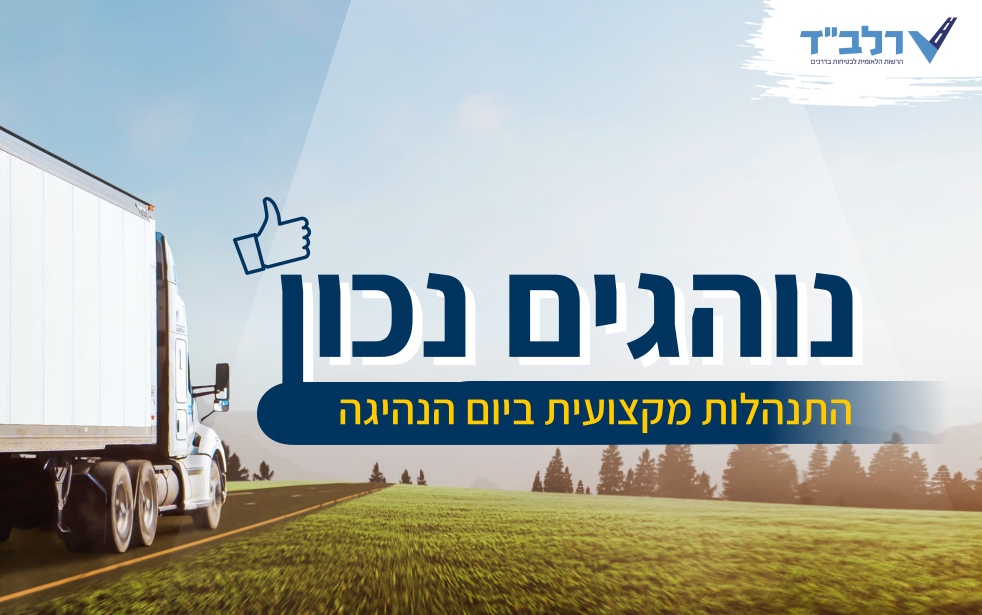 רלב"ד
הרשות הלאומית לבטיחות בדרכים
נוהגים נכון
התנהלות מקצועית ביום הנהיגה